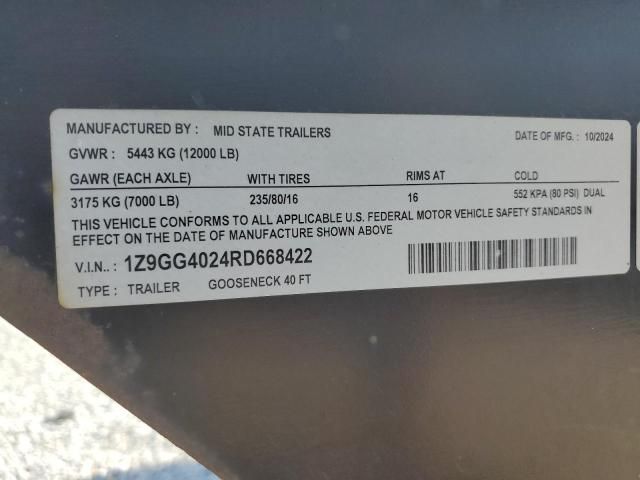 MANUFACTURED BY : MID STATE TRAILERS DATE OF MFG. : 10/2024
GVWR : 5443 KG (12000 LB)
GAWR (EACH AXLE) WITH TIRES RIMS AT COLD
3175 KG (7000 LB) 235/80/16 16 552 KPA (80 PSI) DUAL
THIS VEHICLE CONFORMS TO ALL APPLICABLE U.S. FEDERAL MOTOR VEHICLE SAFETY STANDARDS IN
EFFECT ON THE DATE OF MANUFACTURE SHOWN ABOVE
V.I.N.. : 1Z9GG4024RD668422
TYPE : TRAILER GOOSENECK 40 FT